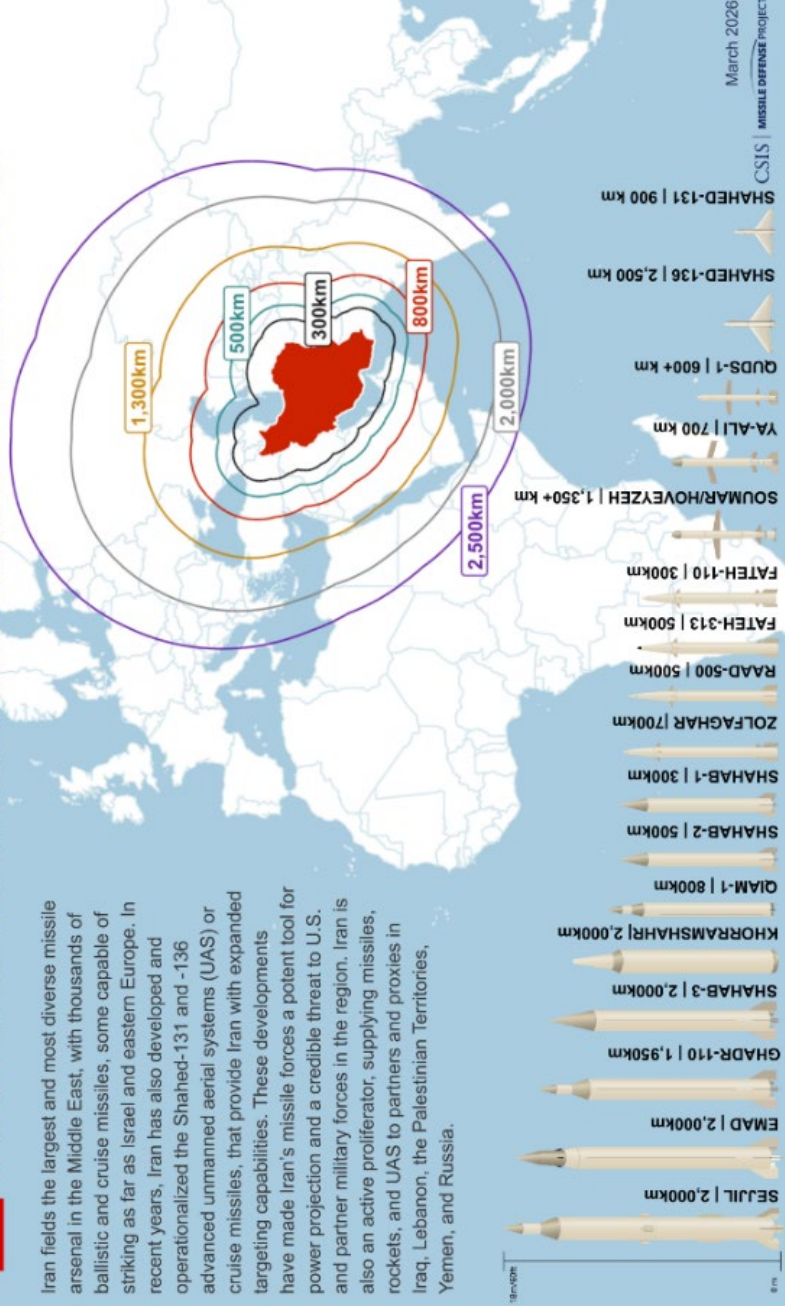 Iran fields the largest and most diverse missile
arsenal in the Middle East, with thousands of
ballistic and cruise missiles, some capable of
striking as far as Israel and eastern Europe. In
recent years, Iran has also developed and
operationalized the Shahed-131 and -136
advanced unmanned aerial systems (UAS) or
cruise missiles, that provide Iran with expanded
targeting capabilities. These developments
have made Iran's missile forces a potent tool for
power projection and a credible threat to U.S.
and partner military forces in the region. Iran is
also an active proliferator, supplying missiles,
rockets, and UAS to partners and proxies in
Iraq, Lebanon, the Palestinian Territories,
Yemen, and Russia.
1,300km
500km
300km
800km
2,000km
2,500km
SEJJIL | 2,000km
EMAD | 2,000km
GHADR-110 | 1,950km
SHAHAB-3 | 2,000km
KHORRAMSHAHR| 2,000km
QIAM-1 | 800km
SHAHAB-2 | 500km
SHAHAB-1 | 300km
ZOLFAGHAR |700km
RAAD-500 | 500km
FATEH-313 | 500km
FATEH-110 | 300km
SOUMAR/HOVEYZEH | 1,350+ km
YA-ALI | 700 km
QUDS-1 | 600+ km
SHAHED-136 | 2,500 km
SHAHED-131 | 900 km
18m/60ft
0 m
March 2026
CSIS | MISSILE DEFENSE PROJECT